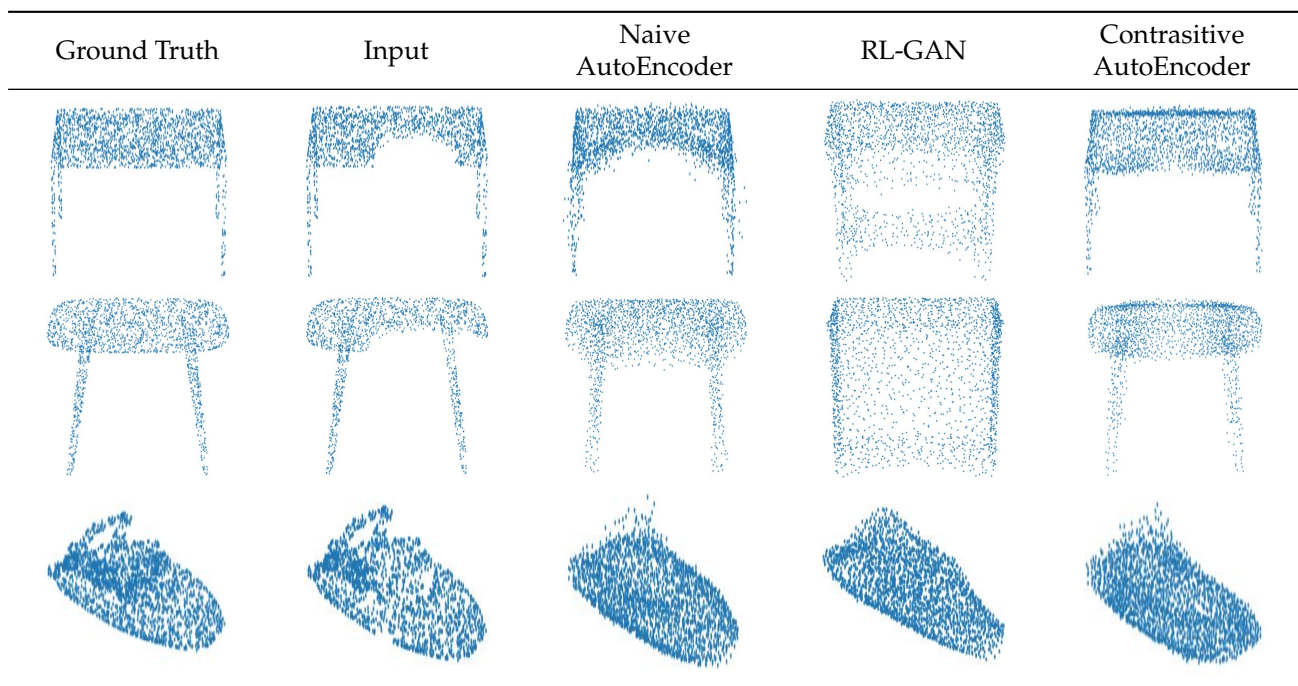 Ground Truth
Input
Naive
AutoEncoder
RL-GAN
Contrasitive
AutoEncoder